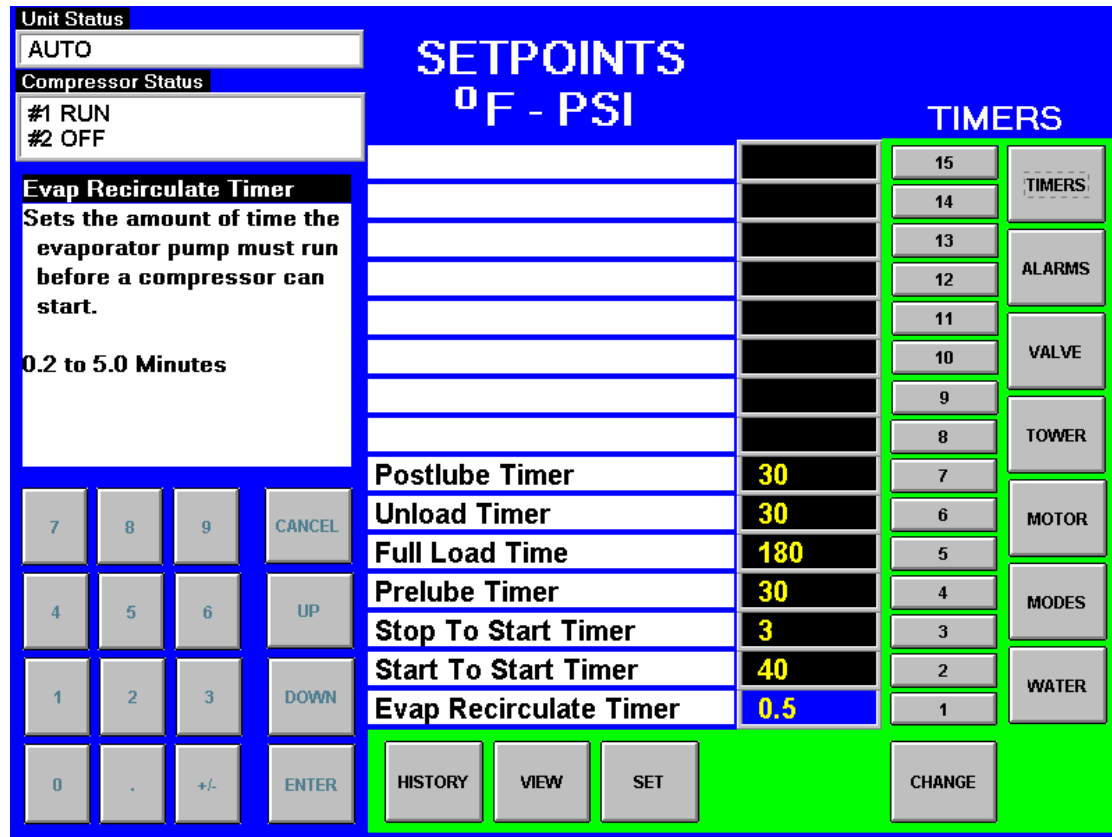 Unit Status
AUTO
Compressor Status
#1 RUN
#2 OFF
SETPOINTS
⁰F - PSI
TIMERS
Evap Recirculate Timer
Sets the amount of time the
evaporator pump must run
before a compressor can
start.
0.2 to 5.0 Minutes
7 8 9 CANCEL
4 5 6 UP
1 2 3 DOWN
0 . +/- ENTER
15
14
13
12
11
10
9
8
Postlube Timer 30 7
Unload Timer 30 6
Full Load Time 180 5
Prelube Timer 30 4
Stop To Start Timer 3 3
Start To Start Timer 40 2
Evap Recirculate Timer 0.5 1
TIMERS
ALARMS
VALVE
TOWER
MOTOR
MODES
WATER
HISTORY VIEW SET CHANGE